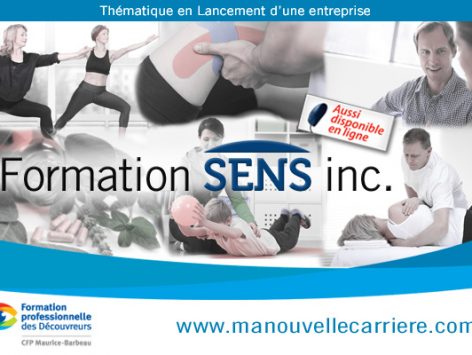 Thématique en Lancement d'une entreprise
Aussi
disponible
en ligne
Formation SENS inc.
Formation
professionnelle
des Découvreurs
CFP Maurice-Barbeau
www.manouvellecarriere.com